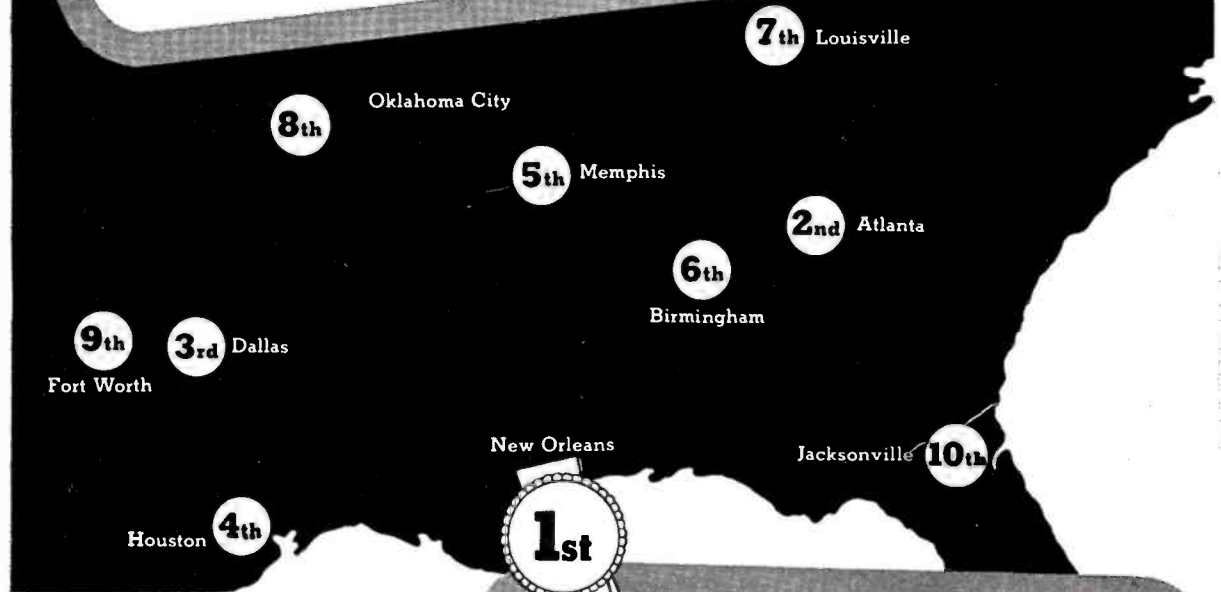 7th Louisville
Oklahoma City
8th
5th Memphis
2nd Atlanta
6th
Birmingham
9th
3rd Dallas
Fort Worth
New Orleans
Jacksonville 10th
1st
Houston 4th